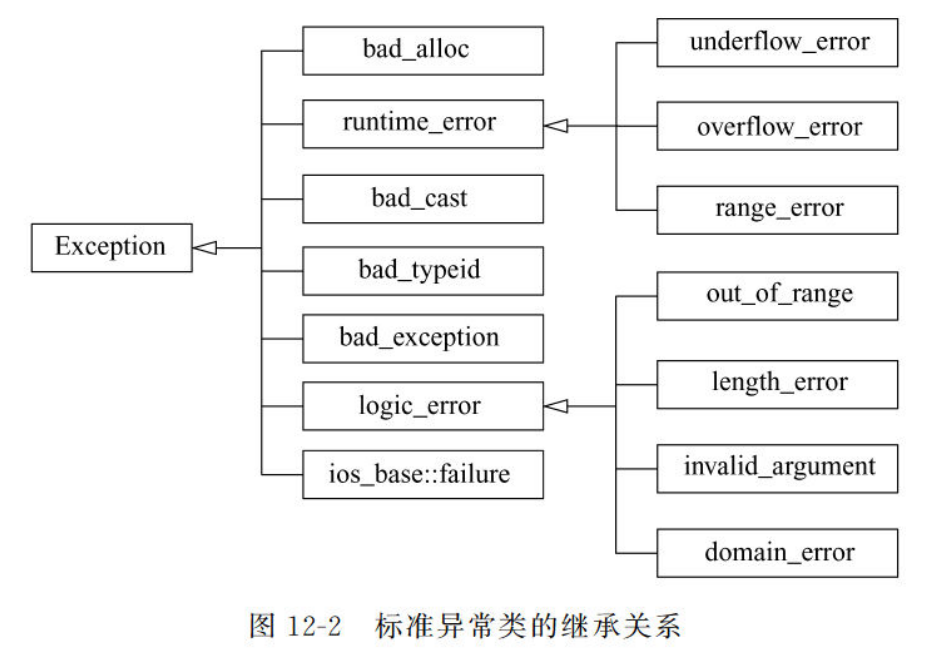 Exception
bad_alloc
runtime_error
bad_cast
bad_typeid
bad_exception
logic_error
ios_base::failure
underflow_error
overflow_error
range_error
out_of_range
length_error
invalid_argument
domain_error
图 12-2 标准异常类的继承关系